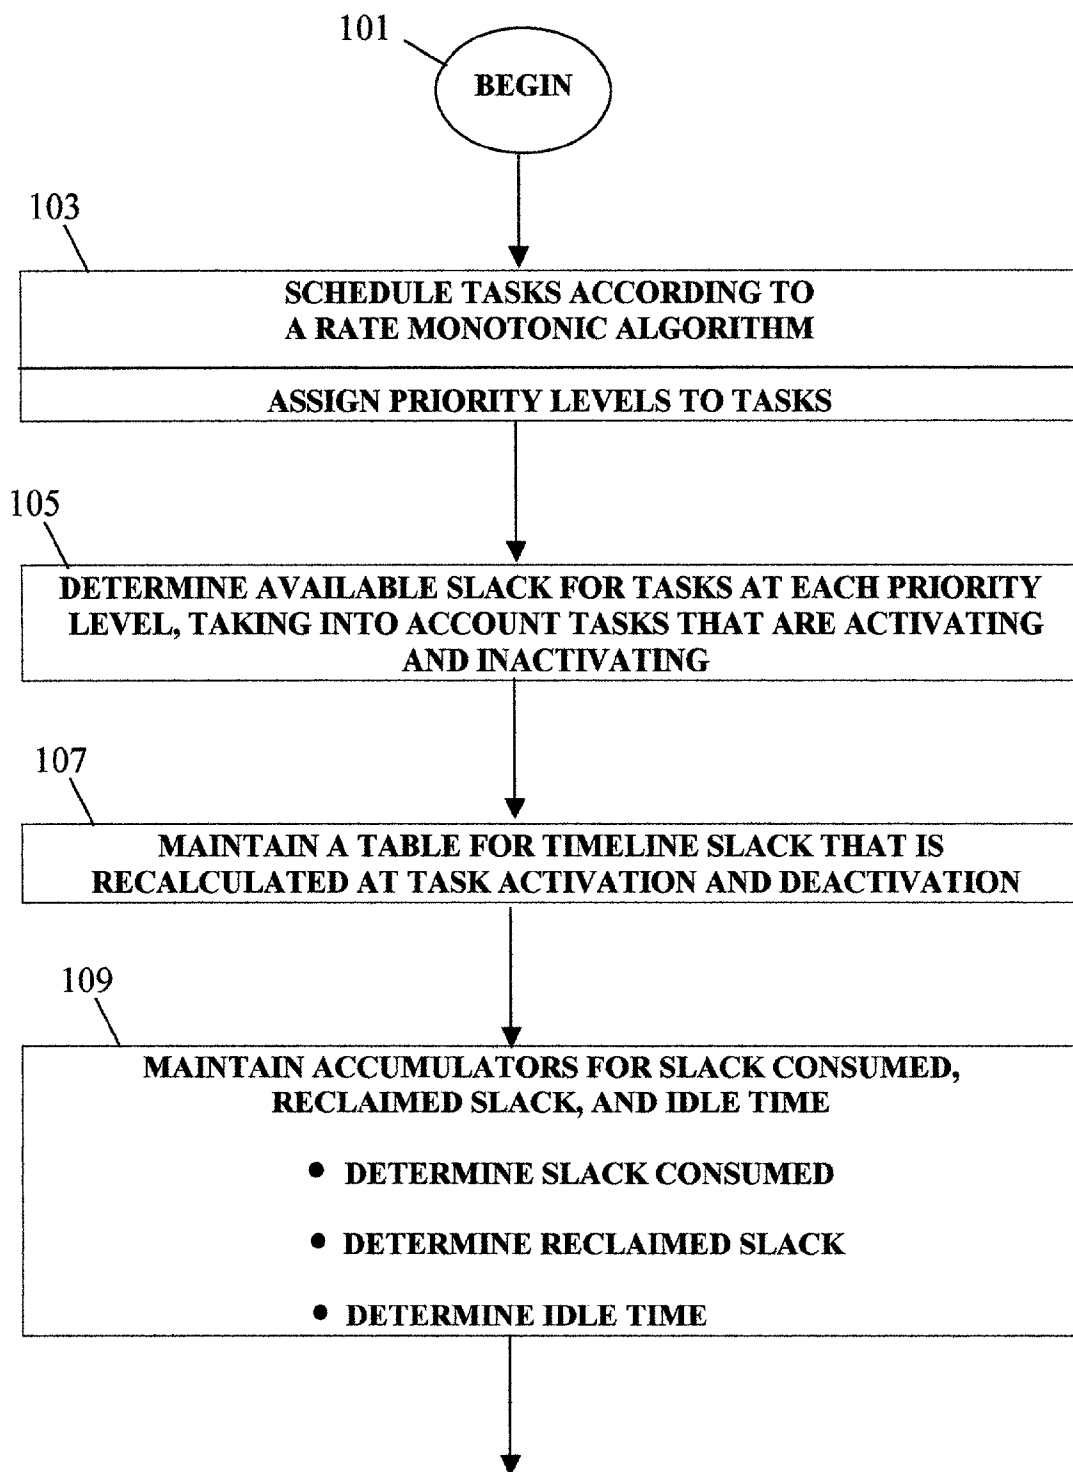 101
BEGIN
103
SCHEDULE TASKS ACCORDING TO
A RATE MONOTONIC ALGORITHM
ASSIGN PRIORITY LEVELS TO TASKS
105
DETERMINE AVAILABLE SLACK FOR TASKS AT EACH PRIORITY
LEVEL, TAKING INTO ACCOUNT TASKS THAT ARE ACTIVATING
AND INACTIVATING
107
MAINTAIN A TABLE FOR TIMELINE SLACK THAT IS
RECALCULATED AT TASK ACTIVATION AND DEACTIVATION
109
MAINTAIN ACCUMULATORS FOR SLACK CONSUMED,
RECLAIMED SLACK, AND IDLE TIME
• DETERMINE SLACK CONSUMED
• DETERMINE RECLAIMED SLACK
• DETERMINE IDLE TIME